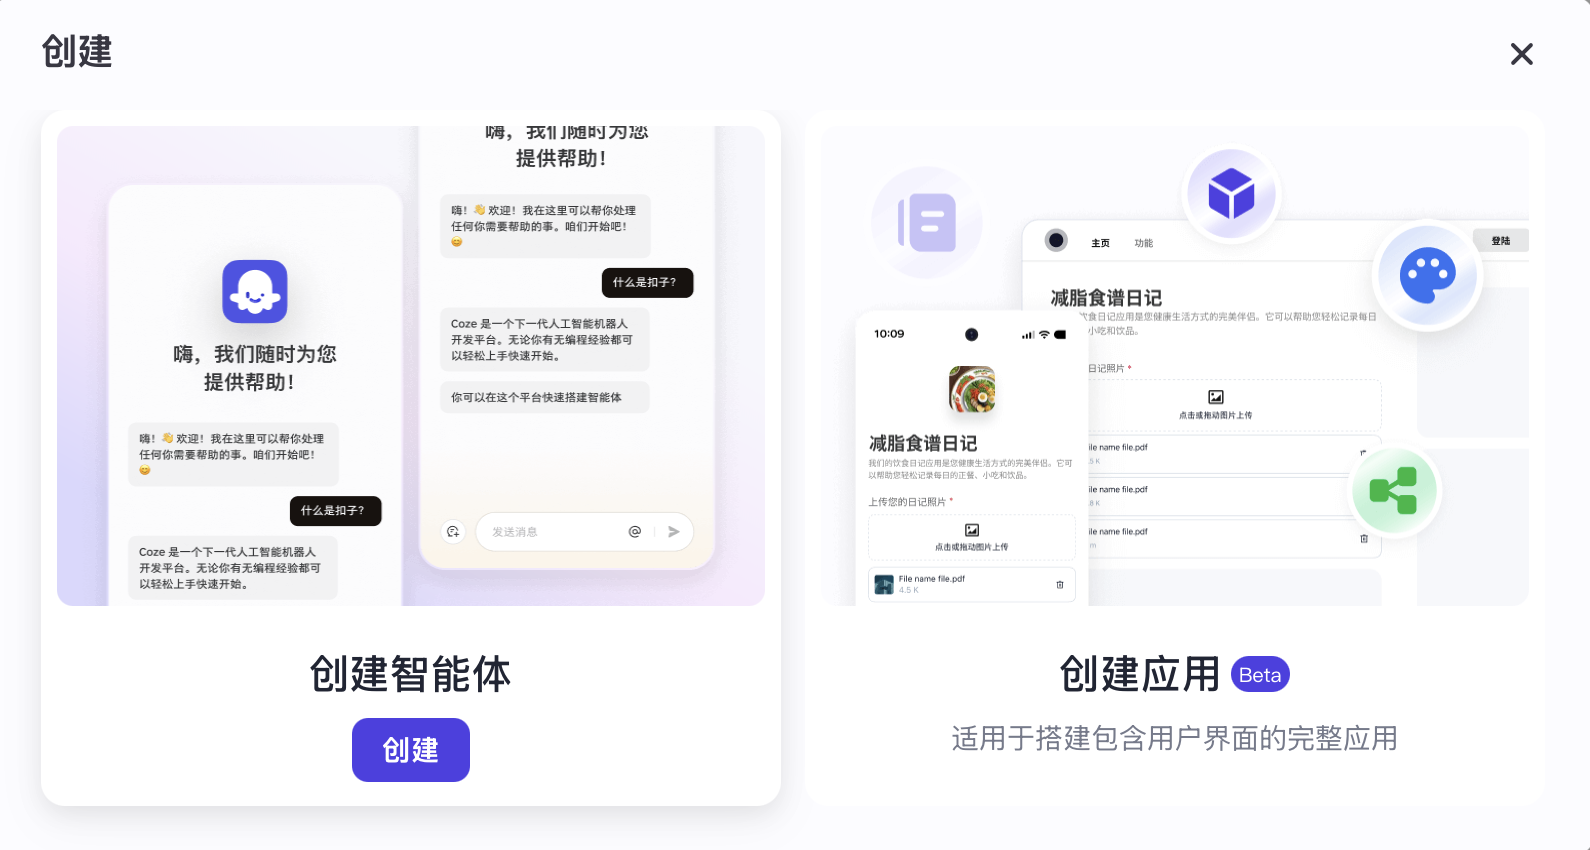 创建
嗨，我们随时为您
提供帮助！
嗨！👋 欢迎！我在这里可以帮你处理
任何你需要帮助的事。咱们开始吧！
😊
什么是扣子？
Coze 是一个下一代人工智能机器人
开发平台。无论你有无编程经验都可
以轻松上手快速开始。
嗨，我们随时为您
提供帮助！
嗨！👋 欢迎！我在这里可以帮你处理
任何你需要帮助的事。咱们开始吧！
😊
什么是扣子？
Coze 是一个下一代人工智能机器人
开发平台。无论你有无编程经验都可
以轻松上手快速开始。
你可以在这个平台快速搭建智能体
发送消息
创建智能体
创建
主页
功能
登陆
减脂食谱日记
饮食日记应用是您健康生活方式的完美伴侣。它可以帮助您轻松记录每日
小吃和饮品。
日记照片 *
点击或拖动图片上传
ile name file.pdf
.5 K
ile name file.pdf
.8 K
ile name file.pdf
m
10:09
减脂食谱日记
我们的饮食日记应用是您健康生活方式的完美伴侣。它可
以帮助您轻松记录每日的正餐、小吃和饮品。
上传您的日记照片 *
点击或拖动图片上传
File name file.pdf
4.5 K
创建应用 Beta
适用于搭建包含用户界面的完整应用